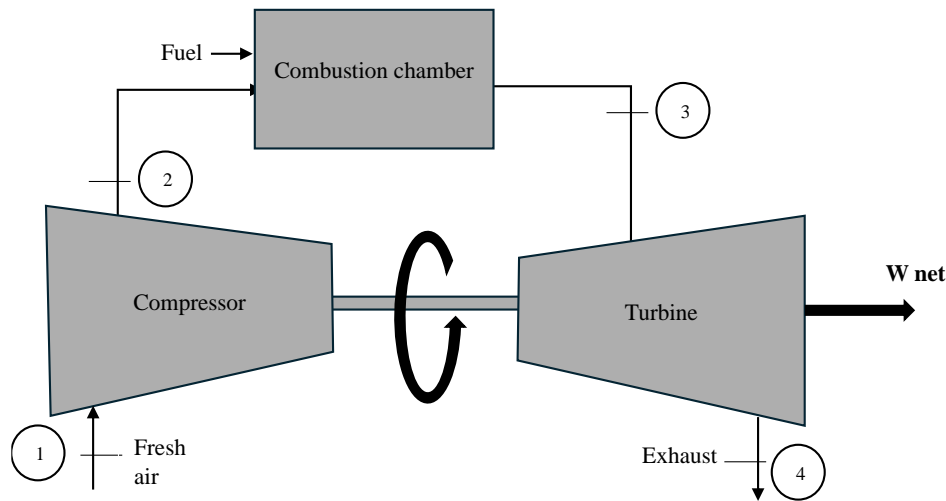 Fuel
Combustion chamber
3
2
W net
Compressor
Turbine
1
Fresh
air
Exhaust
4